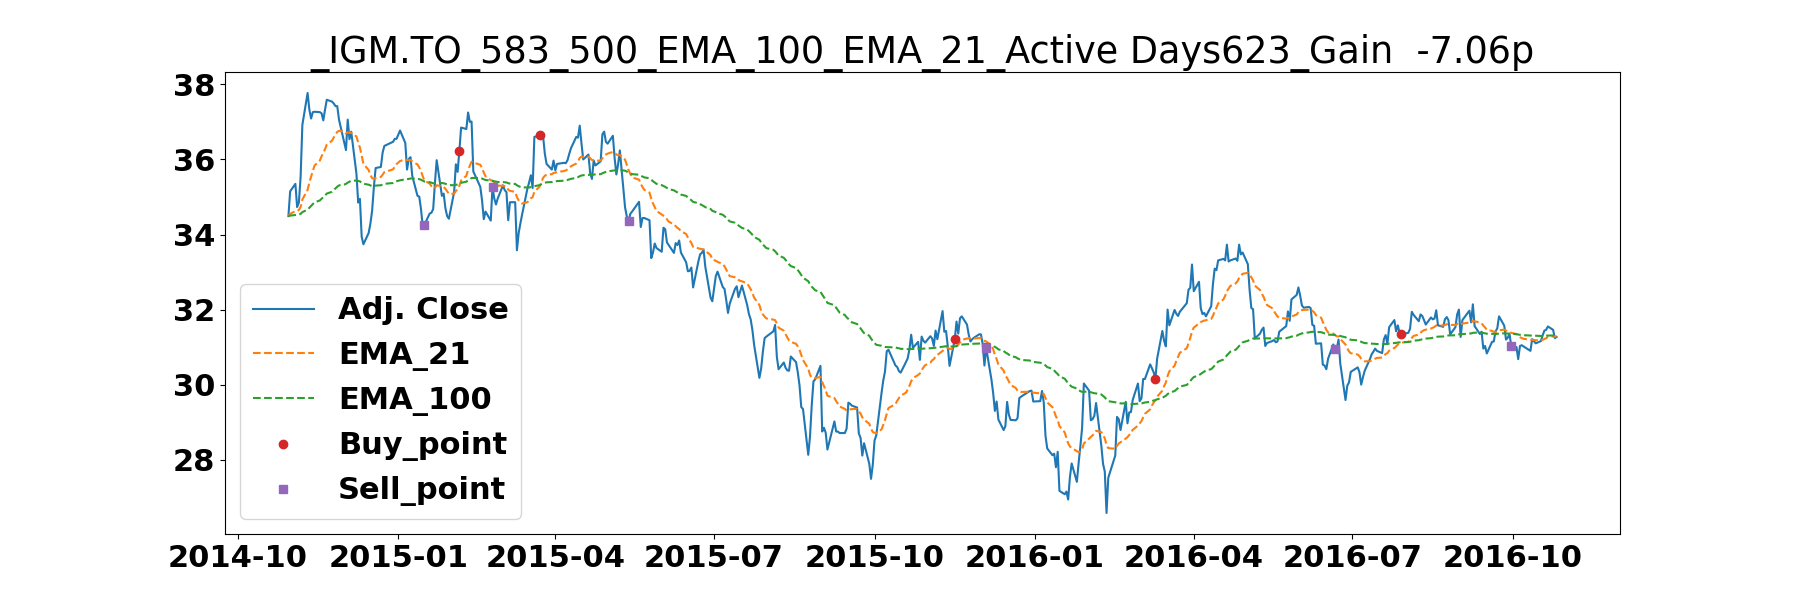 _IGM.TO_583_500_EMA_100_EMA_21_Active Days623_Gain  -7.06p
38
36
34
32
30
28
Adj. Close
EMA_21
EMA_100
Buy_point
Sell_point
2014-10 2015-01 2015-04 2015-07 2015-10 2016-01 2016-04 2016-07 2016-10